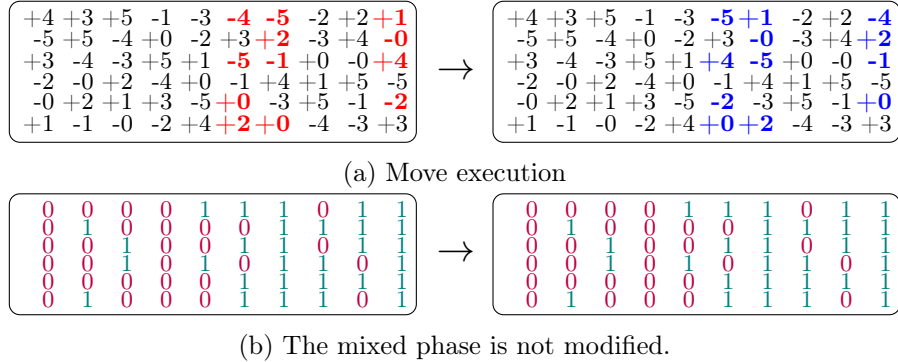 +4 +3 +5 -1 -3 -4 -5 -2 +2 +1
-5 +5 -4 +0 -2 +3 +2 -3 +4 -0
+3 -4 -3 +5 +1 -5 -1 +0 -0 +4
-2 -0 +2 -4 +0 -1 +4 +1 +5 -5
-0 +2 +1 +3 -5 +0 -3 +5 -1 -2
+1 -1 -0 -2 +4 +2 +0 -4 -3 +3
→
+4 +3 +5 -1 -3 -5 +1 -2 +2 -4
-5 +5 -4 +0 -2 +3 -0 -3 +4 +2
+3 -4 -3 +5 +1 +4 -5 +0 -0 -1
-2 -0 +2 -4 +0 -1 +4 +1 +5 -5
-0 +2 +1 +3 -5 -2 -3 +5 -1 +0
+1 -1 -0 -2 +4 +0 +2 -4 -3 +3
(a) Move execution
0 0 0 0 1 1 1 0 1 1
0 1 0 0 0 0 1 1 1 1
0 0 1 0 0 1 1 0 1 1
0 0 1 0 1 0 1 1 0 1
0 0 0 0 0 1 1 1 1 1
0 1 0 0 0 1 1 1 0 1
→
0 0 0 0 1 1 1 0 1 1
0 1 0 0 0 0 1 1 1 1
0 0 1 0 0 1 1 0 1 1
0 0 1 0 1 0 1 1 0 1
0 0 0 0 0 1 1 1 1 1
0 1 0 0 0 1 1 1 0 1
(b) The mixed phase is not modified.